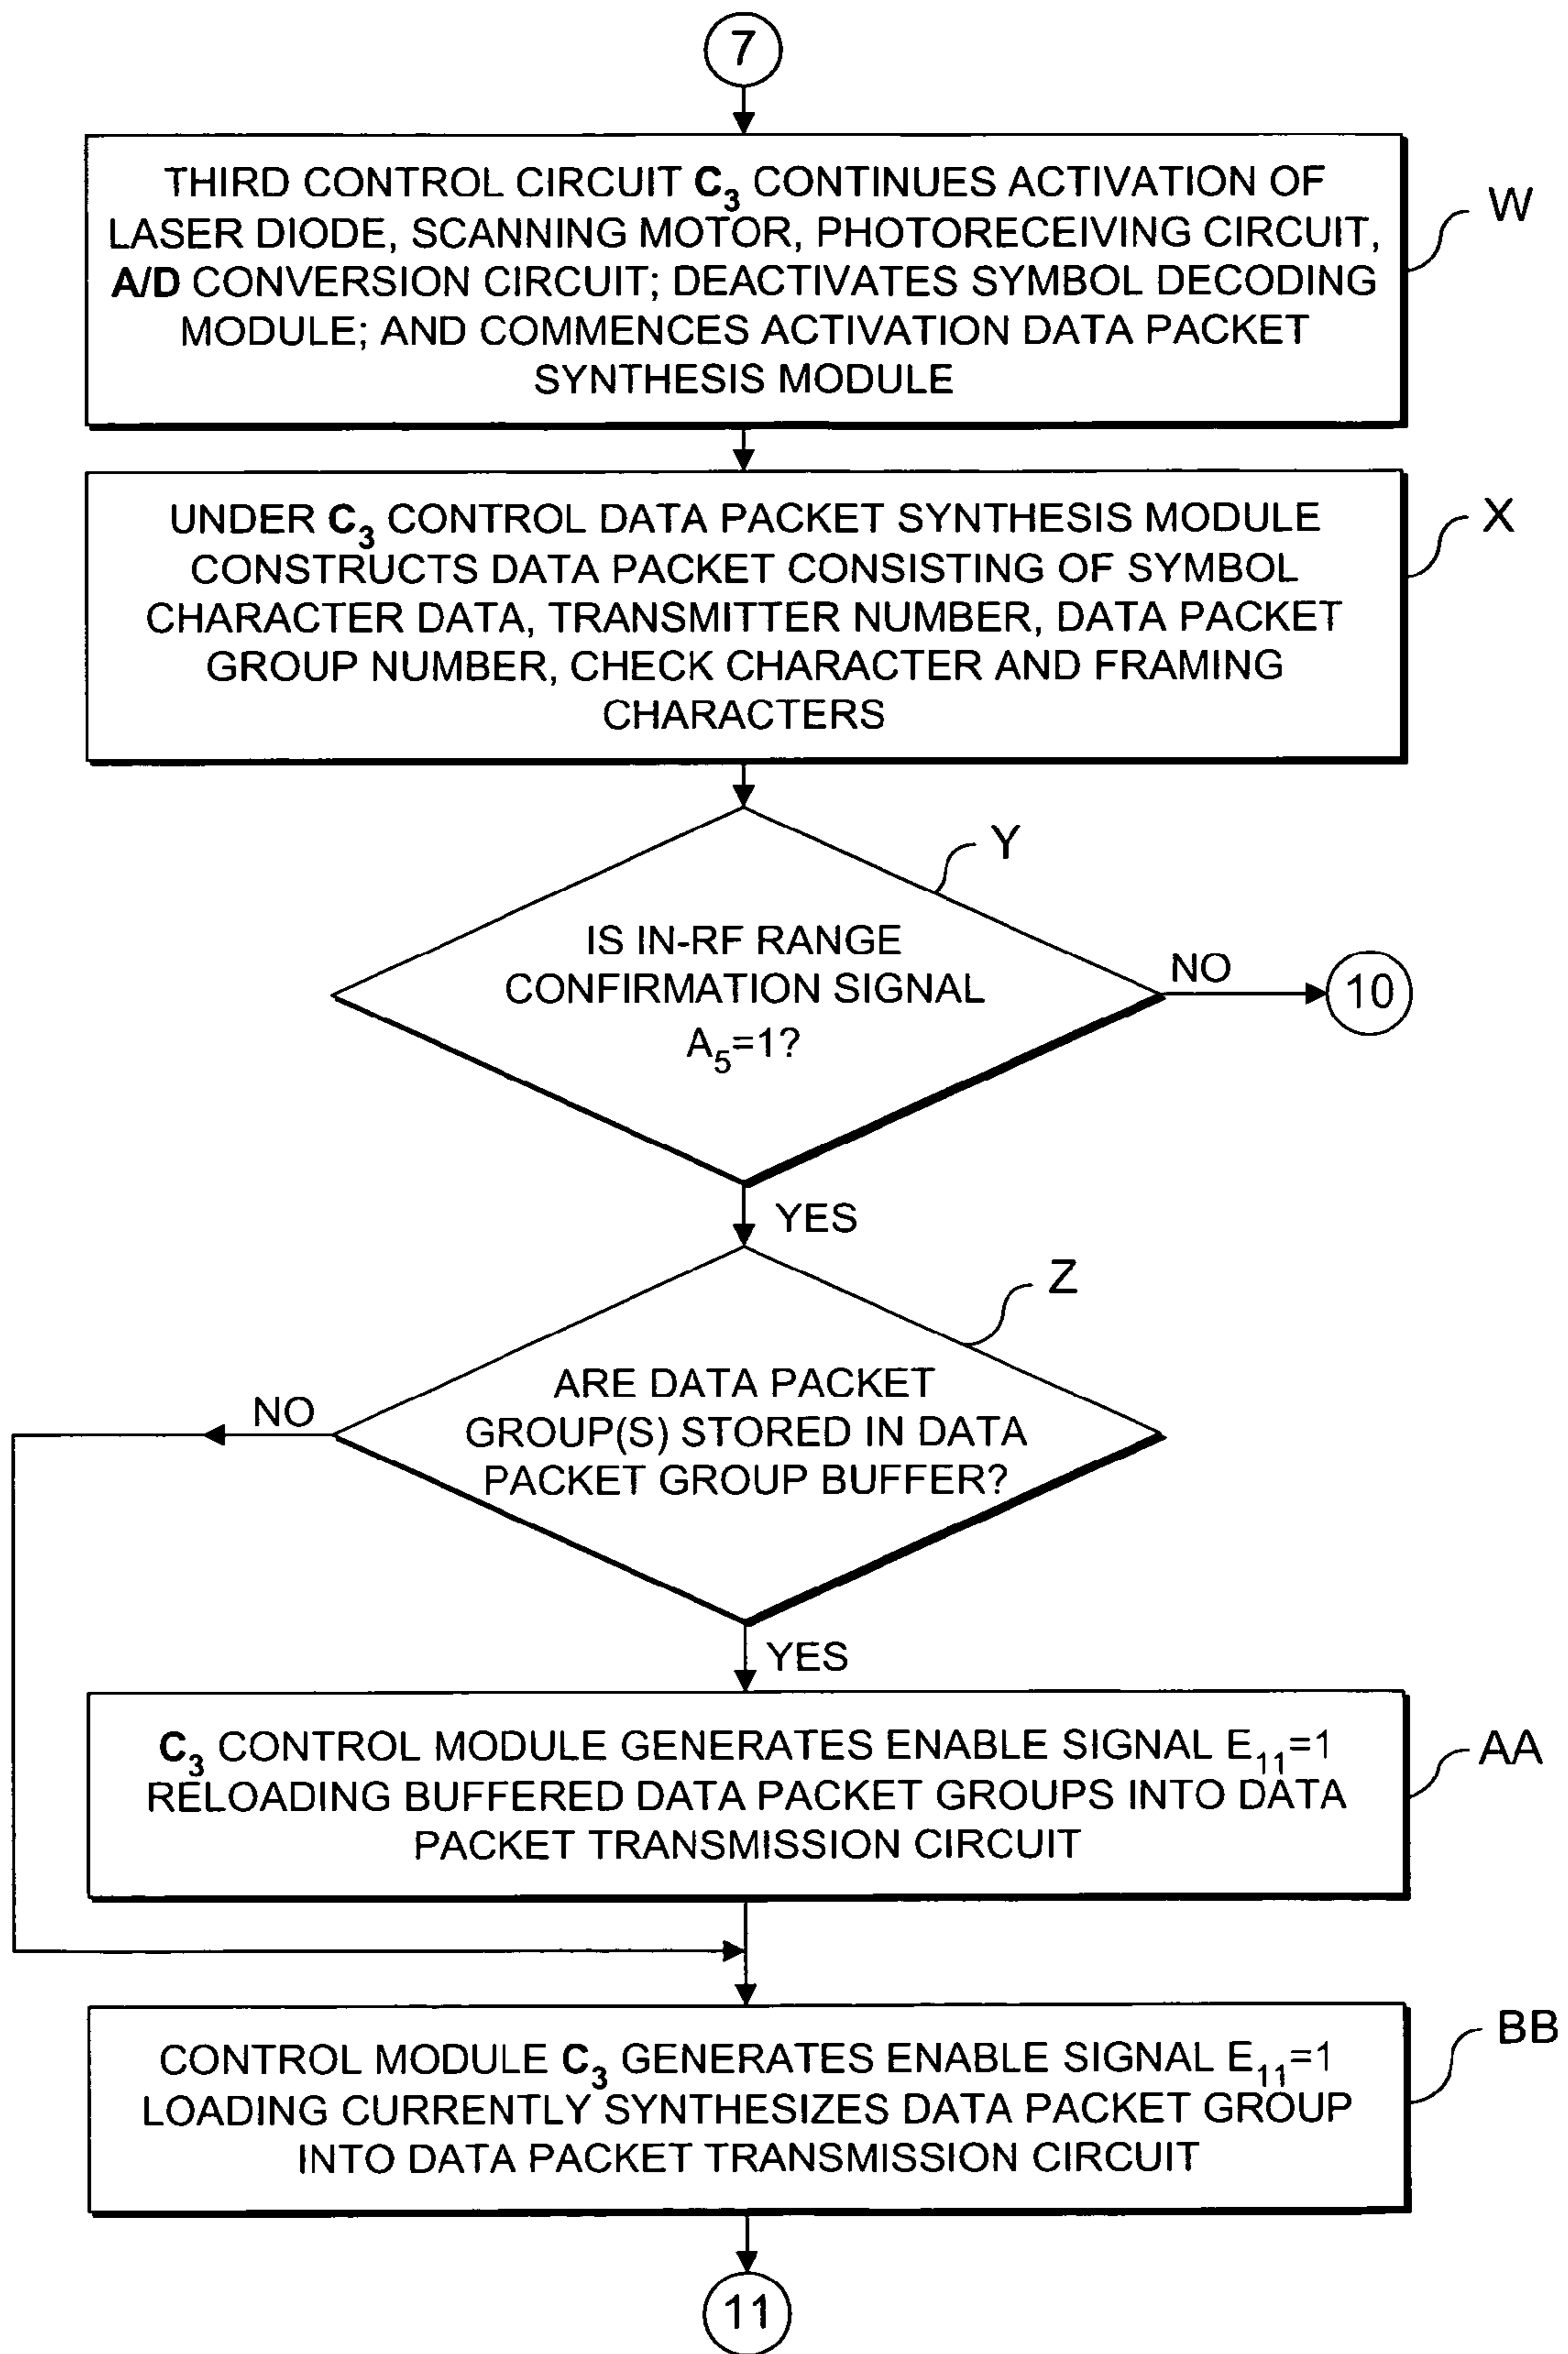 7
THIRD CONTROL CIRCUIT C₃ CONTINUES ACTIVATION OF
LASER DIODE, SCANNING MOTOR, PHOTORECEIVING CIRCUIT,
A/D CONVERSION CIRCUIT; DEACTIVATES SYMBOL DECODING
MODULE; AND COMMENCES ACTIVATION DATA PACKET
SYNTHESIS MODULE
W
UNDER C₃ CONTROL DATA PACKET SYNTHESIS MODULE
CONSTRUCTS DATA PACKET CONSISTING OF SYMBOL
CHARACTER DATA, TRANSMITTER NUMBER, DATA PACKET
GROUP NUMBER, CHECK CHARACTER AND FRAMING
CHARACTERS
X
Y
IS IN-RF RANGE
CONFIRMATION SIGNAL
A₅=1?
NO
10
YES
Z
ARE DATA PACKET
GROUP(S) STORED IN DATA
PACKET GROUP BUFFER?
NO
YES
C₃ CONTROL MODULE GENERATES ENABLE SIGNAL E₁₁=1
RELOADING BUFFERED DATA PACKET GROUPS INTO DATA
PACKET TRANSMISSION CIRCUIT
AA
CONTROL MODULE C₃ GENERATES ENABLE SIGNAL E₁₁=1
LOADING CURRENTLY SYNTHESIZES DATA PACKET GROUP
INTO DATA PACKET TRANSMISSION CIRCUIT
BB
11